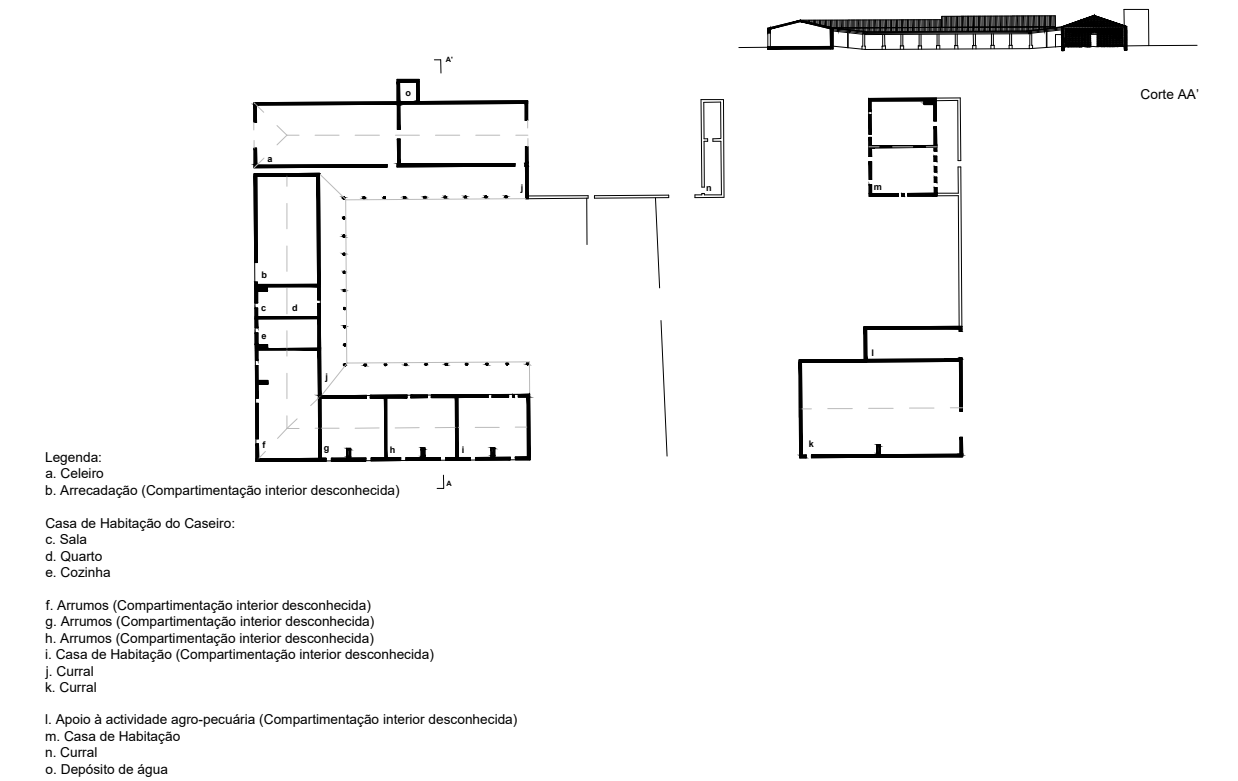 A'
Corte AA'
o
a
j
n
m
b
c
d
e
l
j
f
g
h
i
k
A
Legenda:
a. Celeiro
b. Arrecadação (Compartimentação interior desconhecida)
Casa de Habitação do Caseiro:
c. Sala
d. Quarto
e. Cozinha
f. Arrumos (Compartimentação interior desconhecida)
g. Arrumos (Compartimentação interior desconhecida)
h. Arrumos (Compartimentação interior desconhecida)
i. Casa de Habitação (Compartimentação interior desconhecida)
j. Curral
k. Curral
l. Apoio à actividade agro-pecuária (Compartimentação interior desconhecida)
m. Casa de Habitação
n. Curral
o. Depósito de água